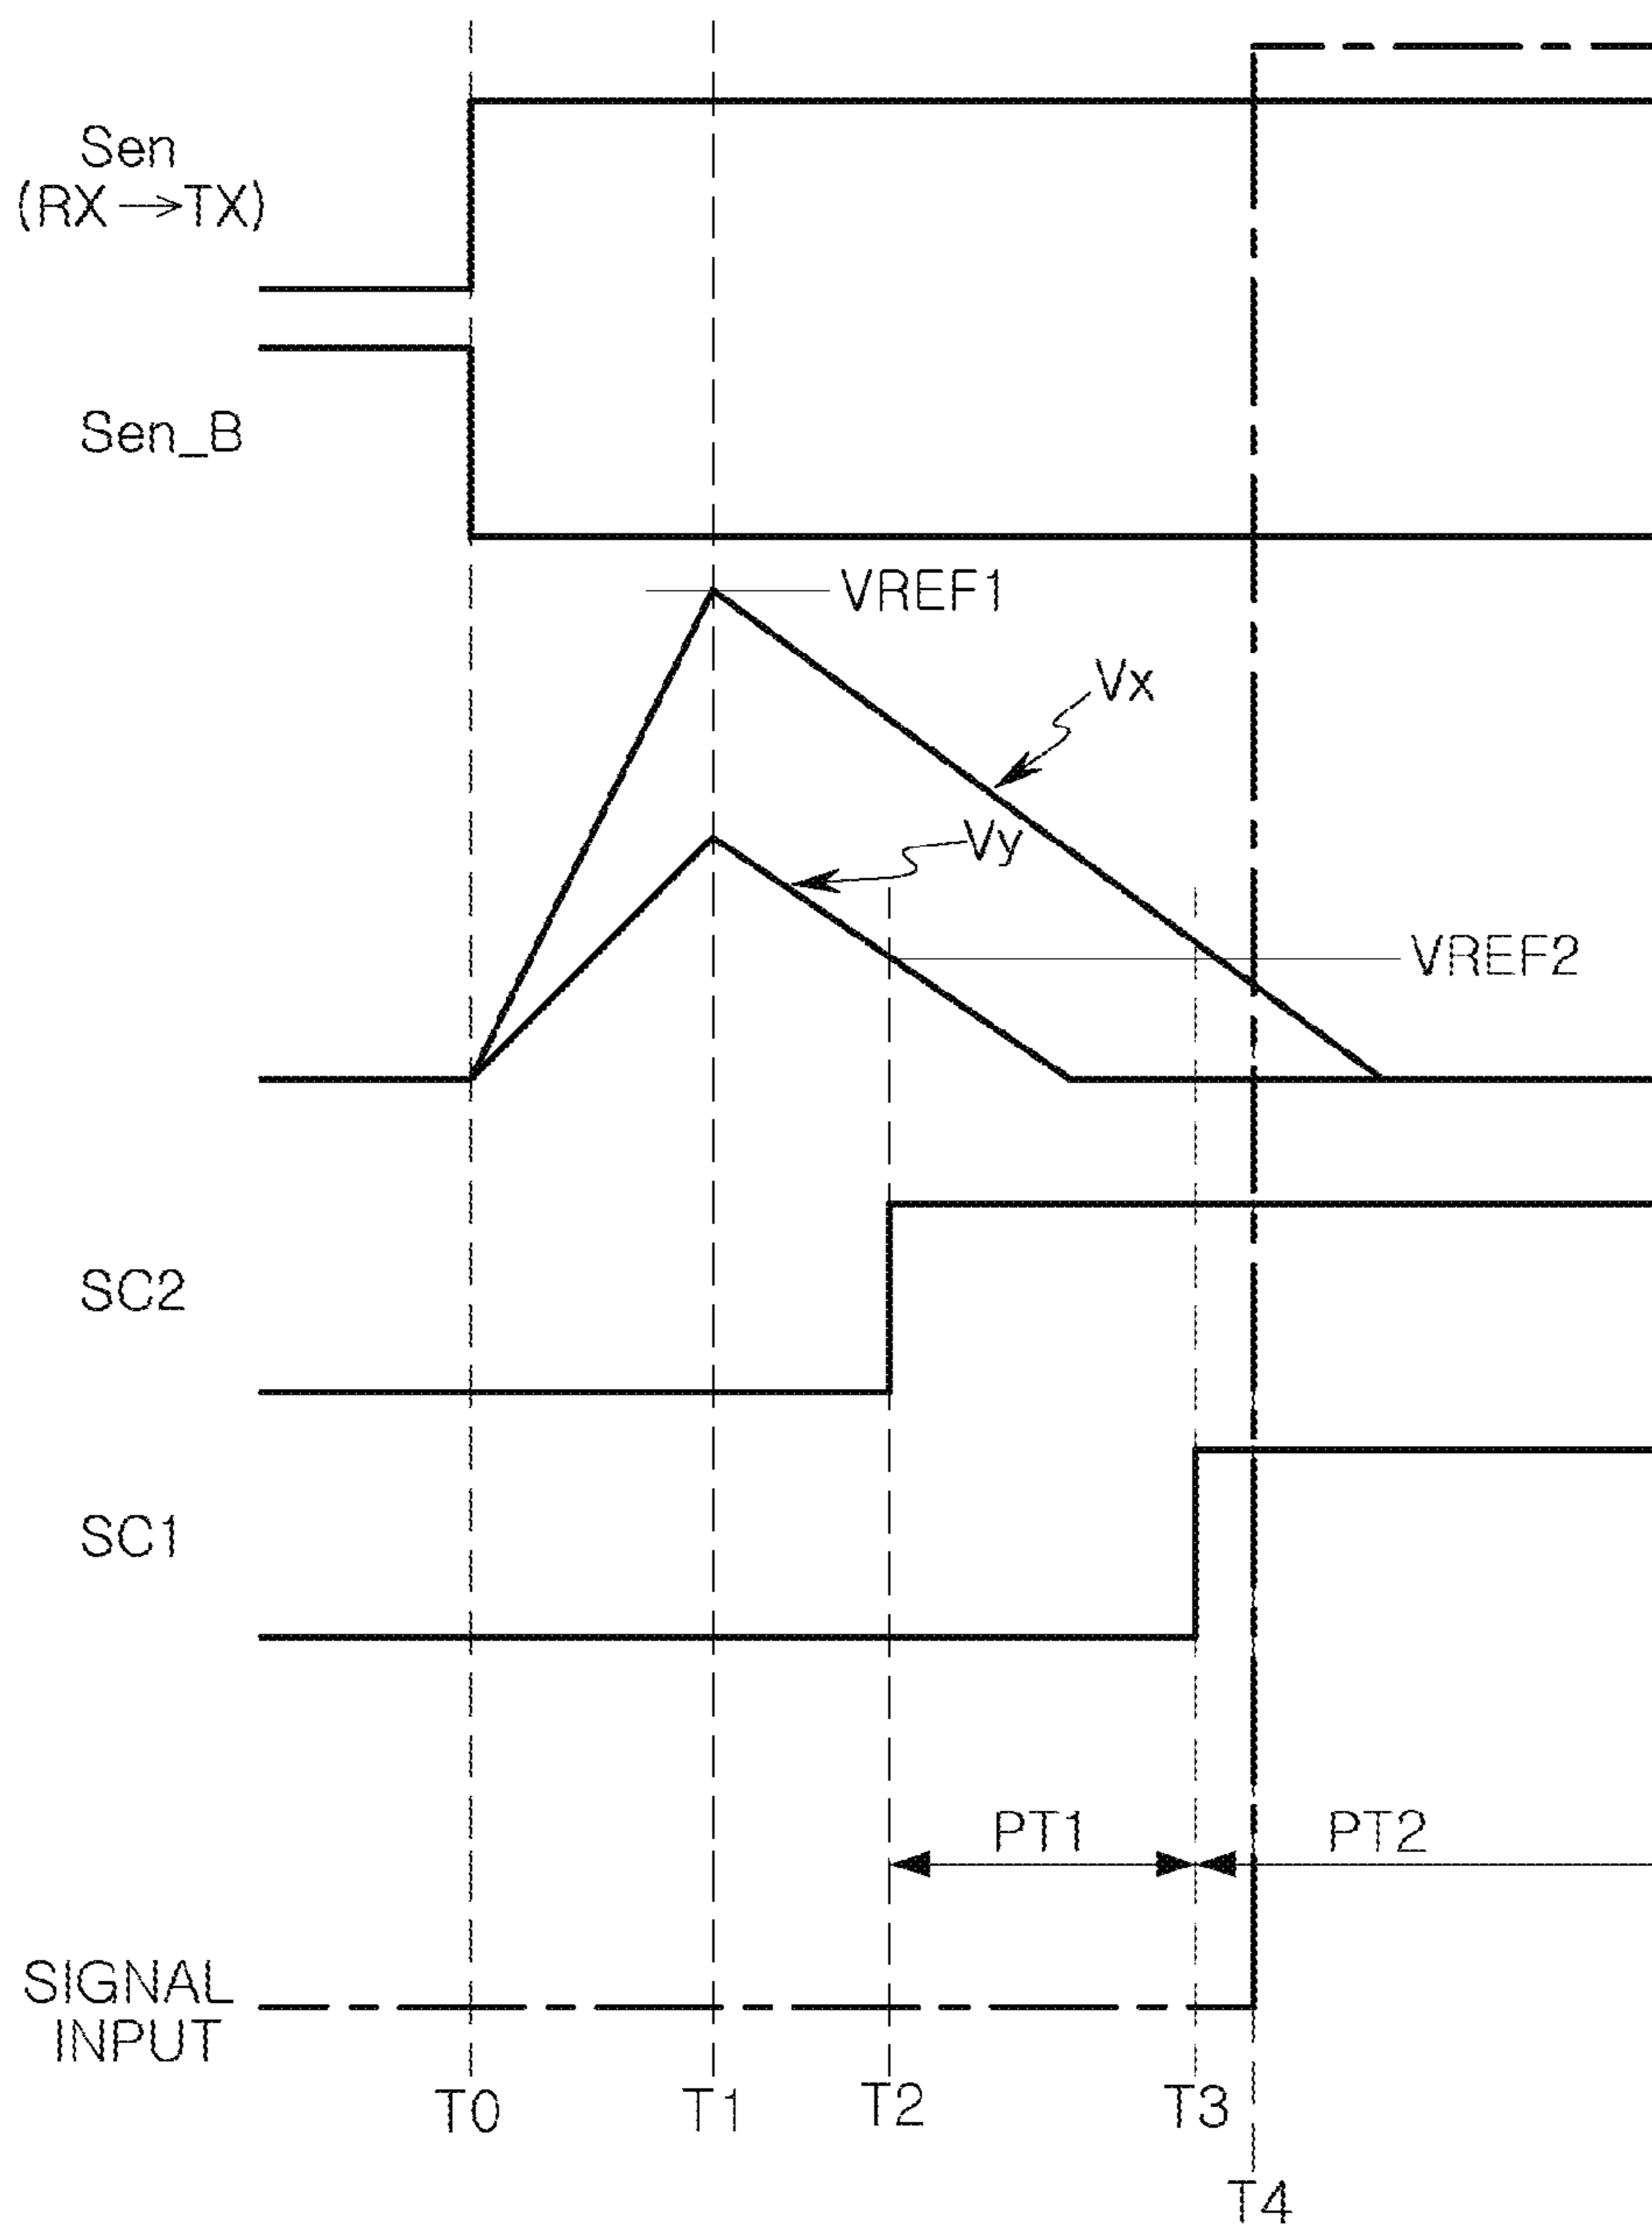 Sen
(RX→TX)
Sen_B
VREF1
Vx
Vy
VREF2
SC2
SC1
PT1
PT2
SIGNAL
INPUT
T0
T1
T2
T3
T4